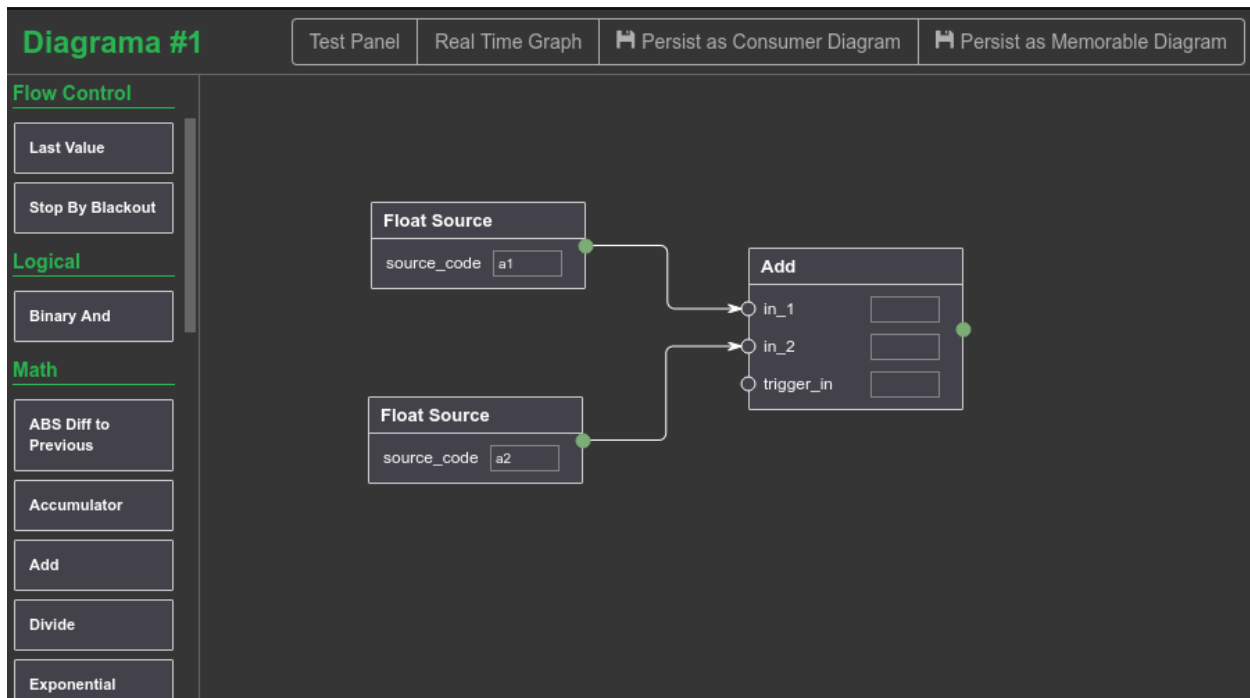 Diagrama #1
Test Panel
Real Time Graph
Persist as Consumer Diagram
Persist as Memorable Diagram
Flow Control
Last Value
Stop By Blackout
Logical
Binary And
Math
ABS Diff to
Previous
Accumulator
Add
Divide
Exponential
Float Source
source_code a1
Float Source
source_code a2
Add
in_1
in_2
trigger_in